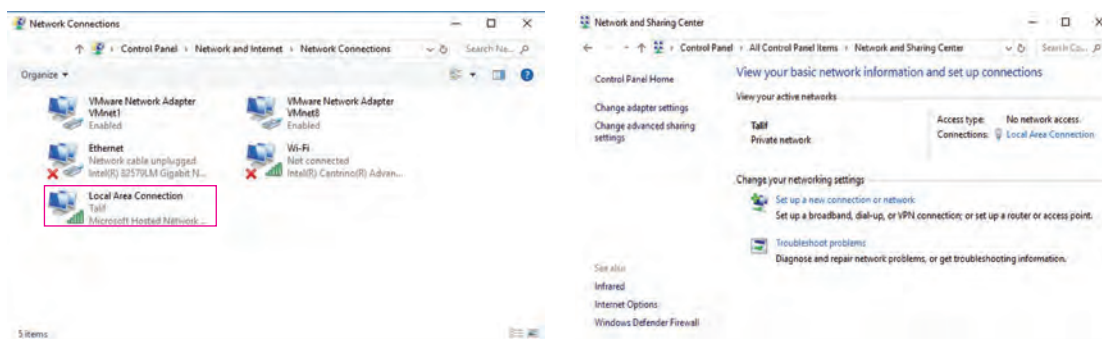 Network Connections
Control Panel › Network and Internet › Network Connections
Search Ne...
Organize
VMware Network Adapter
VMnet1
Enabled
VMware Network Adapter
VMnet8
Enabled
Ethernet
Network cable unplugged
Intel(R) 82579LM Gigabit N...
Wi-Fi
Not connected
Intel(R) Centrino(R) Advan...
Local Area Connection
Talif
Microsoft Hosted Network ...
5 items
Network and Sharing Center
Control Panel › All Control Panel Items › Network and Sharing Center
Search Co...
Control Panel Home
Change adapter settings
Change advanced sharing
settings
View your basic network information and set up connections
View your active networks
Talif
Private network
Access type: No network access
Connections: Local Area Connection
Change your networking settings
Set up a new connection or network
Set up a broadband, dial-up, or VPN connection; or set up a router or access point.
Troubleshoot problems
Diagnose and repair network problems, or get troubleshooting information.
See also
Infrared
Internet Options
Windows Defender Firewall